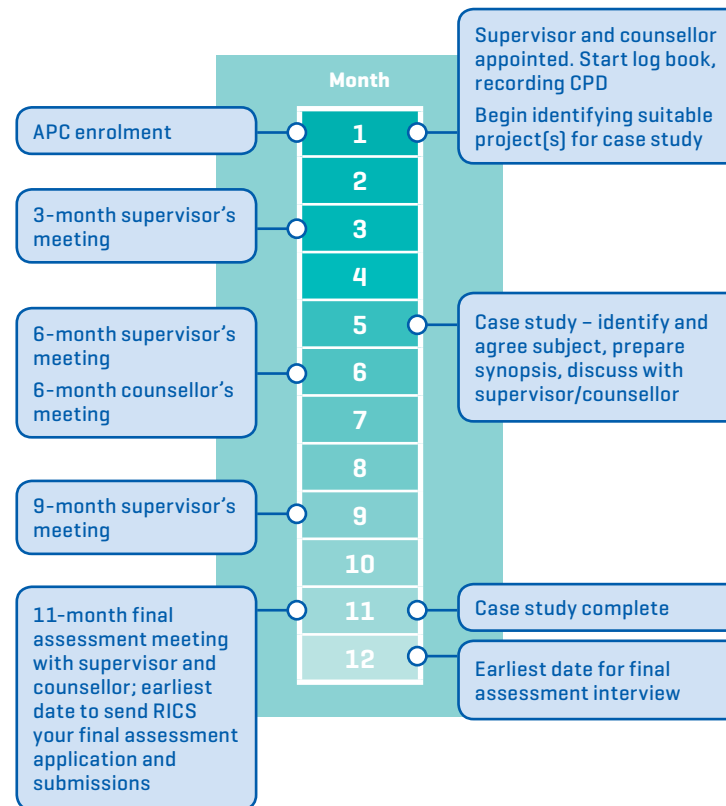 Supervisor and counsellor
appointed. Start log book,
recording CPD
Begin identifying suitable
project(s) for case study
Month
APC enrolment
1
2
3-month supervisor’s
meeting
3
4
5
Case study – identify and
agree subject, prepare
synopsis, discuss with
supervisor/counsellor
6-month supervisor’s
meeting
6-month counsellor’s
meeting
6
7
8
9-month supervisor’s
meeting
9
10
11-month final
assessment meeting
with supervisor and
counsellor; earliest
date to send RICS
your final assessment
application and
submissions
11
Case study complete
12
Earliest date for final
assessment interview